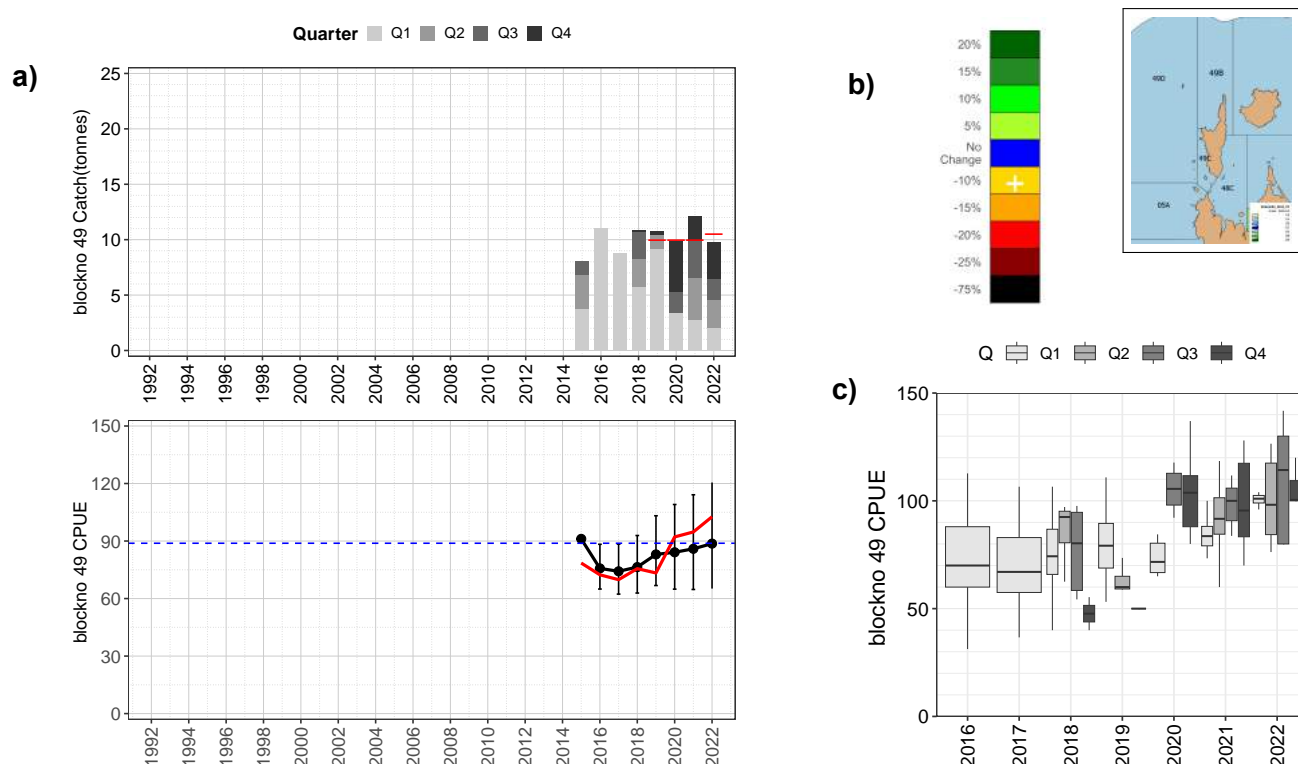 Quarter Q1 Q2 Q3 Q4
a)
blockno 49 Catch(tonnes)
25
20
15
10
5
0
1992 1994 1996 1998 2000 2002 2004 2006 2008 2010 2012 2014 2016 2018 2020 2022
blockno 49 CPUE
150
120
90
60
30
0
1992 1994 1996 1998 2000 2002 2004 2006 2008 2010 2012 2014 2016 2018 2020 2022
b)
20%
15%
10%
5%
No
Change
-10%
-15%
-20%
-25%
-75%
49D
49B
49C
48C
05A
Q Q1 Q2 Q3 Q4
c)
blockno 49 CPUE
150
100
50
0
2016 2017 2018 2019 2020 2021 2022